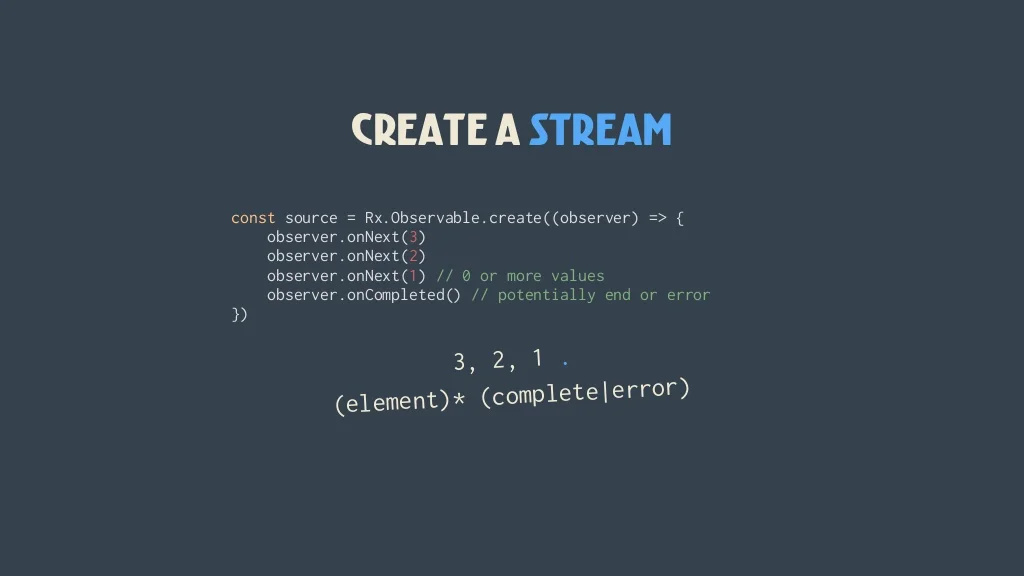 CREATE A STREAM
const source = Rx.Observable.create((observer) => {
    observer.onNext(3)
    observer.onNext(2)
    observer.onNext(1) // 0 or more values
    observer.onCompleted() // potentially end or error
})
3, 2, 1 .
(element)* (complete|error)